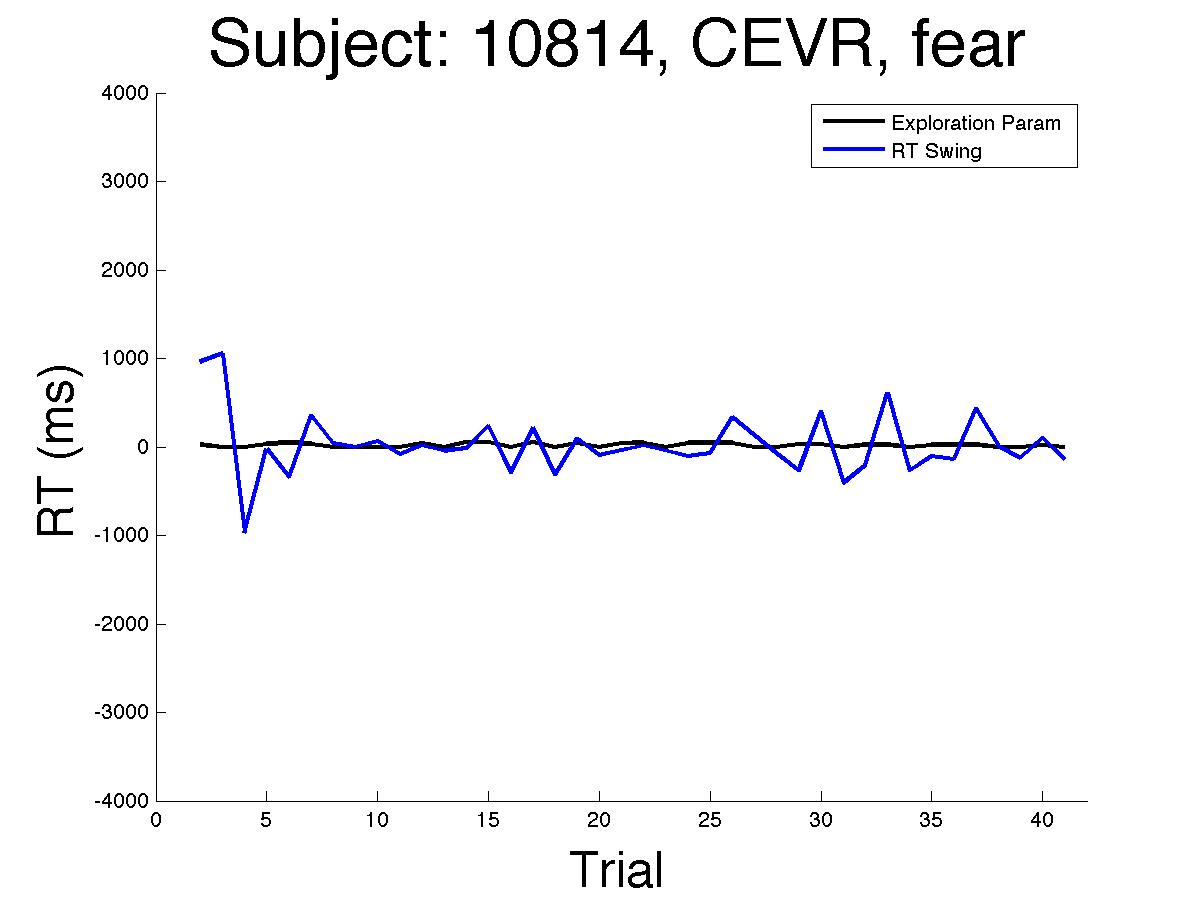 Subject: 10814, CEVR, fear
4000
3000
2000
1000
0
-1000
-2000
-3000
-4000
RT (ms)
Exploration Param
RT Swing
0 5 10 15 20 25 30 35 40
Trial